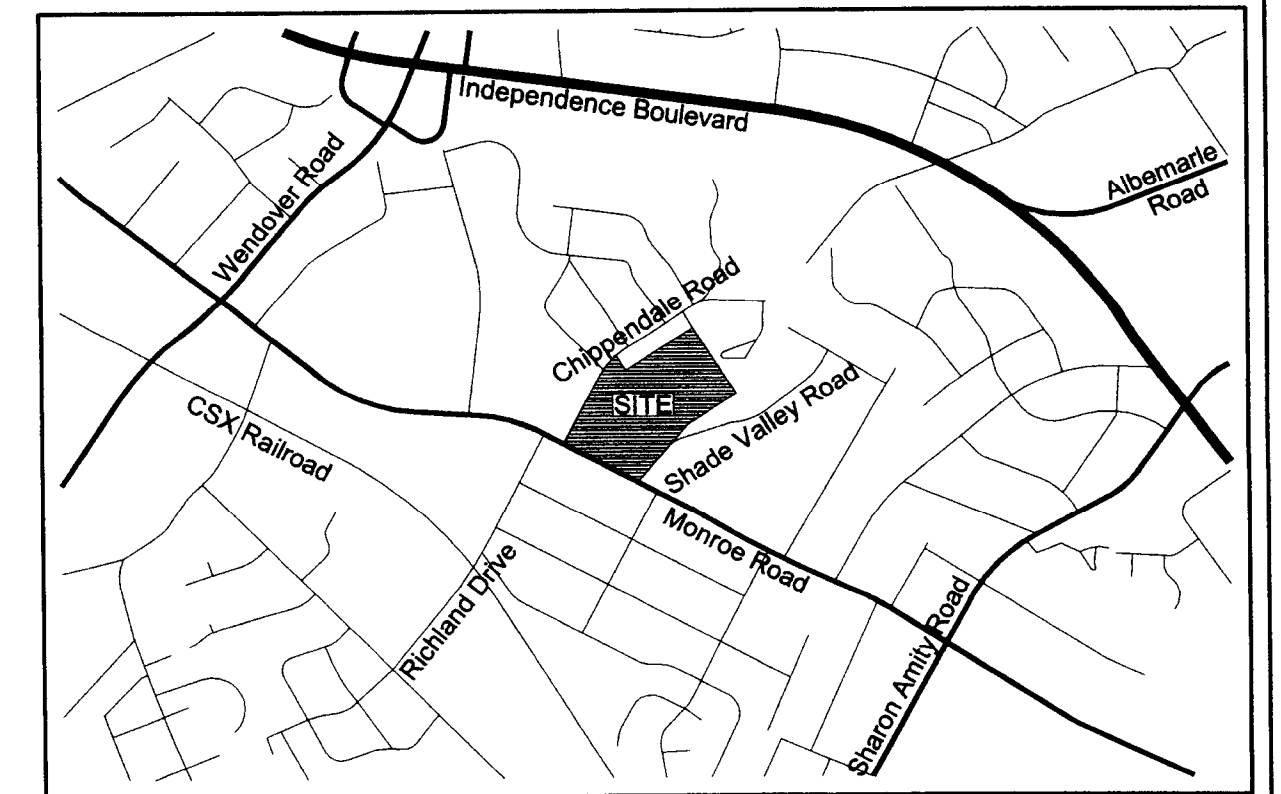 Independence Boulevard
Wendover Road
Albemarle
Road
Chippendale Road
SITE
Shade Valley Road
CSX Railroad
Monroe Road
Richland Drive
Sharon Amity Road